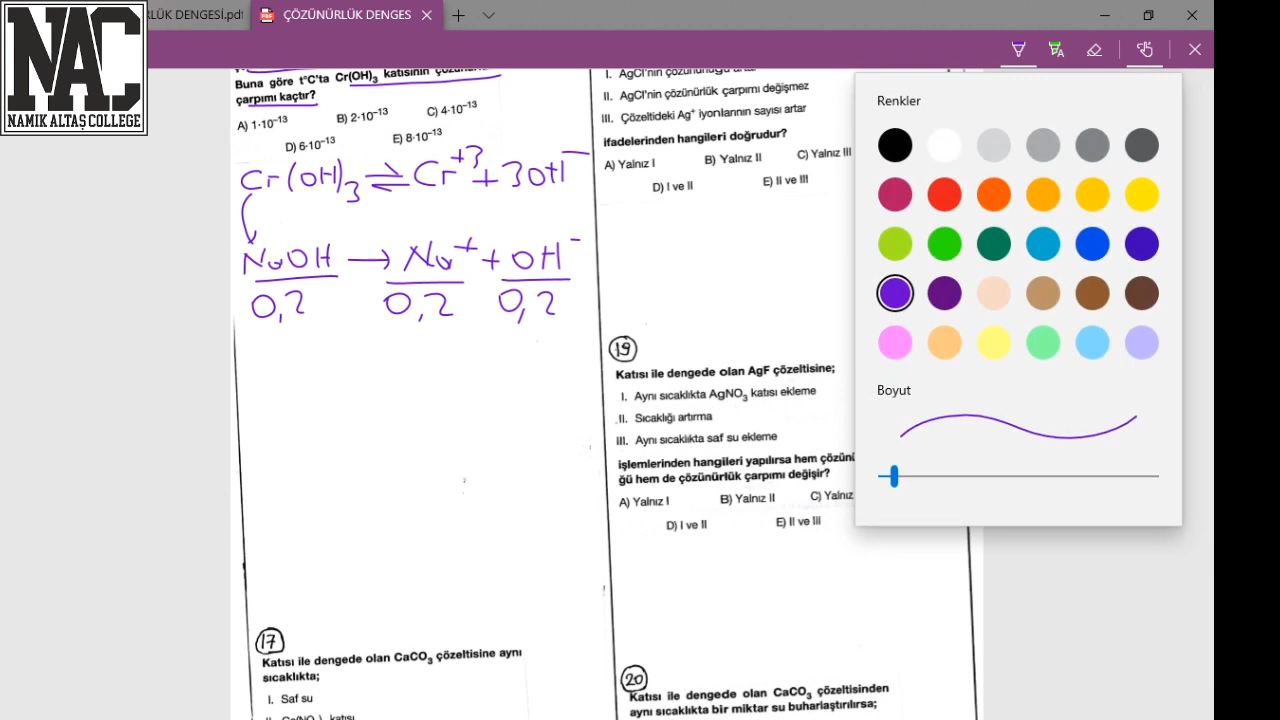 RLÜK DENGESİ.pdf
ÇÖZÜNÜRLÜK DENGES
NAC
NAMIK ALTAŞ COLLEGE
Buna göre t°C'ta Cr(OH)₃ katısının
çarpımı kaçtır?
A) 1·10⁻¹³ B) 2·10⁻¹³ C) 4·10⁻¹³
D) 6·10⁻¹³ E) 8·10⁻¹³
Cr(OH)₃ ⇌ Cr⁺³ + 3OH⁻
NaOH → Na⁺ + OH⁻
0,2 0,2 0,2
17
Katısı ile dengede olan CaCO₃ çözeltisine aynı
sıcaklıkta;
I. Saf su
katısı
I. AgCl'nin çözünürlüğü artar
II. AgCl'nin çözünürlük çarpımı değişmez
III. Çözeltideki Ag⁺ iyonlarının sayısı artar
ifadelerinden hangileri doğrudur?
A) Yalnız I B) Yalnız II C) Yalnız III
D) I ve II E) II ve III
19
Katısı ile dengede olan AgF çözeltisine;
I. Aynı sıcaklıkta AgNO₃ katısı ekleme
II. Sıcaklığı artırma
III. Aynı sıcaklıkta saf su ekleme
işlemlerinden hangileri yapılırsa hem çözünü
ğü hem de çözünürlük çarpımı değişir?
A) Yalnız I B) Yalnız II C) Yalnız
D) I ve II E) II ve III
20
Katısı ile dengede olan CaCO₃ çözeltisinden
aynı sıcaklıkta bir miktar su buharlaştırılırsa;
Renkler
Boyut